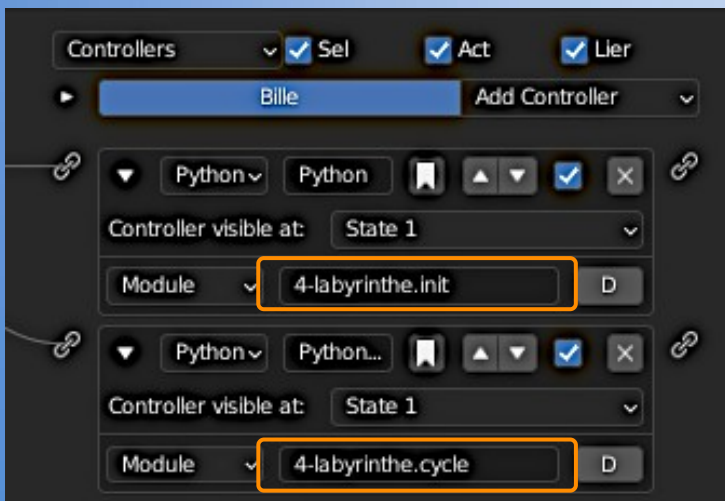 Controllers Sel Act Lier
Bille Add Controller
Python Python
Controller visible at: State 1
Module 4-labyrinthe.init D
Python Python...
Controller visible at: State 1
Module 4-labyrinthe.cycle D